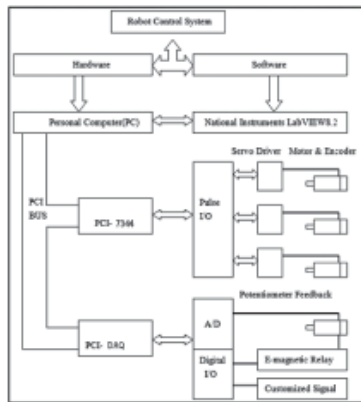 Robot Control System
Hardware
Software
Personal Computer(PC)
National Instruments LabVIEW8.2
Servo Driver Motor & Encoder
PCI
BUS
PCI- 7344
Pulse
I/O
Potentiometer Feedback
A/D
PCI- DAQ
Digital
I/O
E-magnetic Relay
Customized Signal